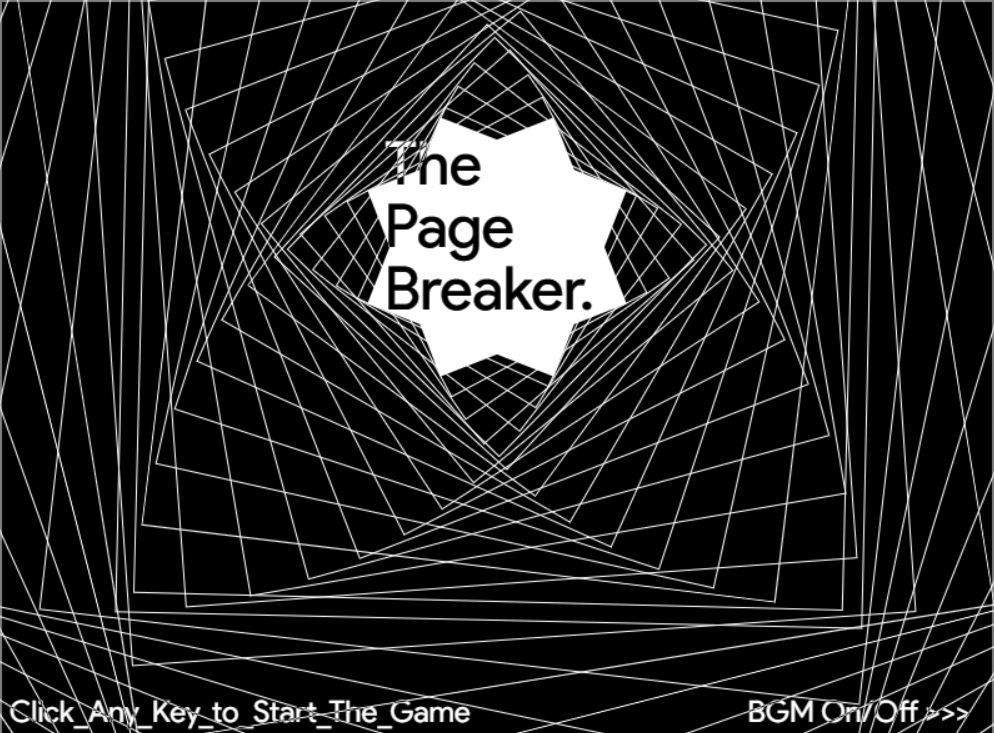 The
Page
Breaker.
Click_Any_Key_to_Start_The_Game
BGM On/Off >>>